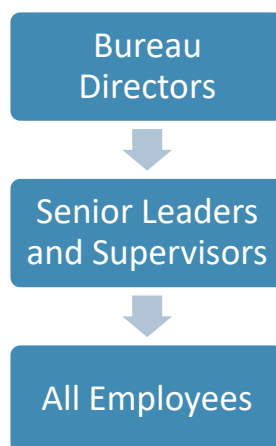 Bureau
Directors
Senior Leaders
and Supervisors
All Employees